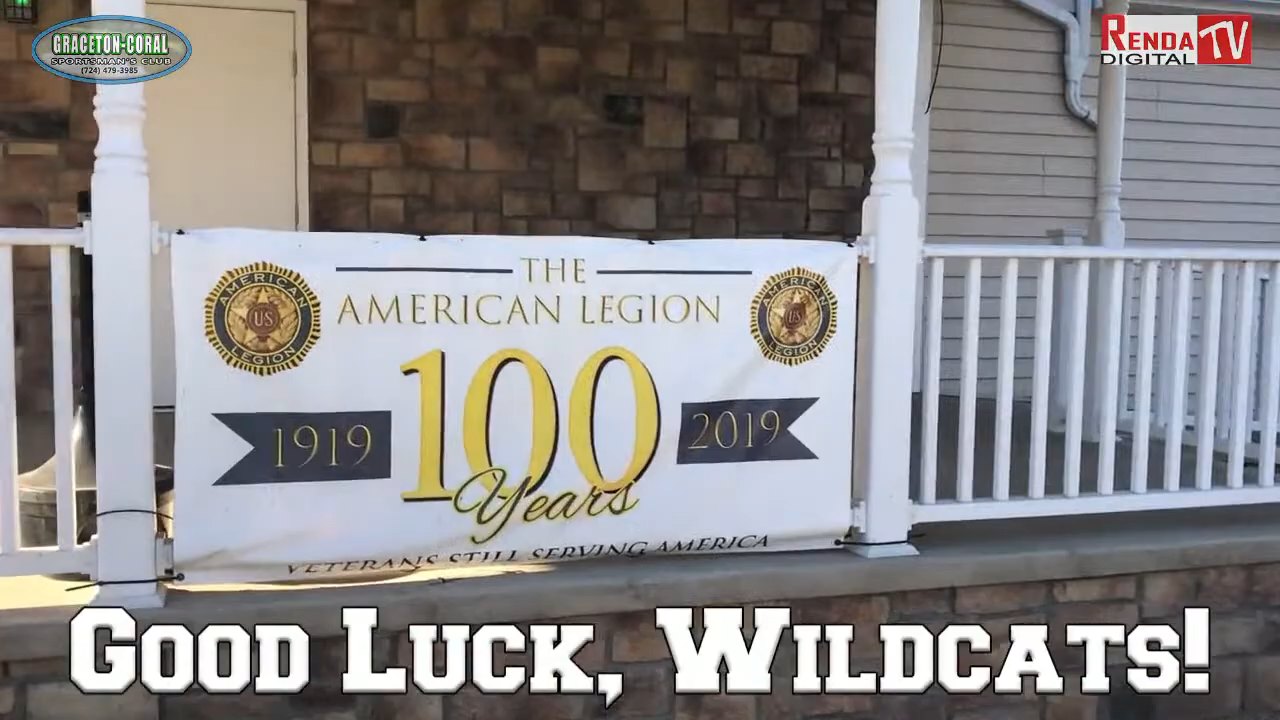 GRACETON-CORAL
SPORTSMAN'S CLUB
(724) 479-3985
RENDA TV
DIGITAL
THE
AMERICAN LEGION
AMERICAN
US
LEGION
AMERICAN
US
LEGION
100
1919
2019
Years
VETERANS STILL SERVING AMERICA
GOOD LUCK, WILDCATS!